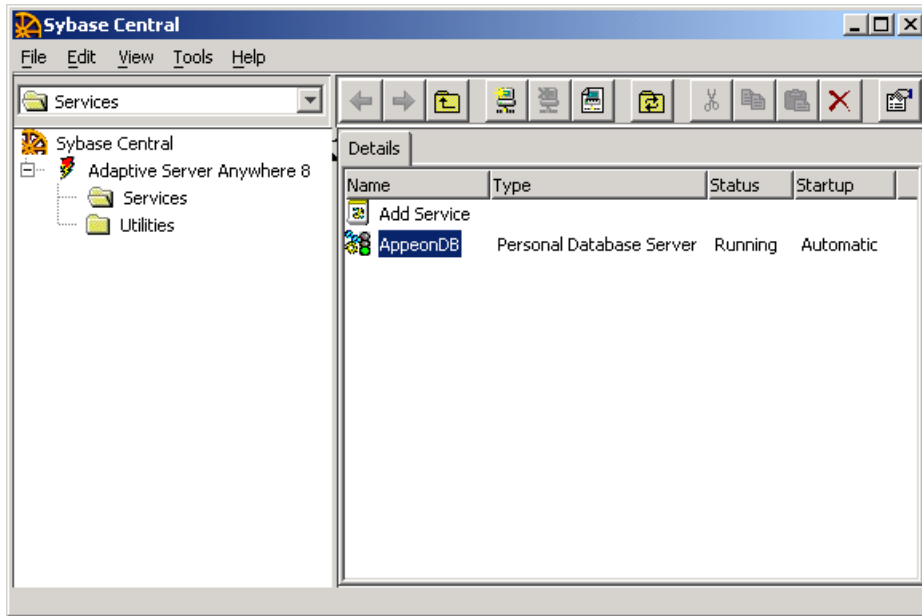 Sybase Central
File Edit View Tools Help
Services
Sybase Central
Adaptive Server Anywhere 8
Services
Utilities
Details
Name Type Status Startup
Add Service
AppeonDB Personal Database Server Running Automatic